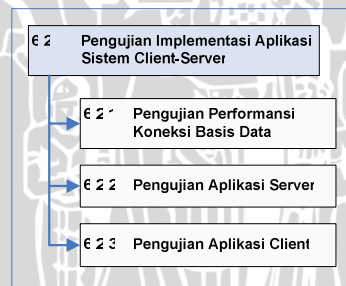 6 2 Pengujian Implementasi Aplikasi
Sistem Client-Server
6 2 1 Pengujian Performansi
Koneksi Basis Data
6 2 2 Pengujian Aplikasi Server
6 2 3 Pengujian Aplikasi Client